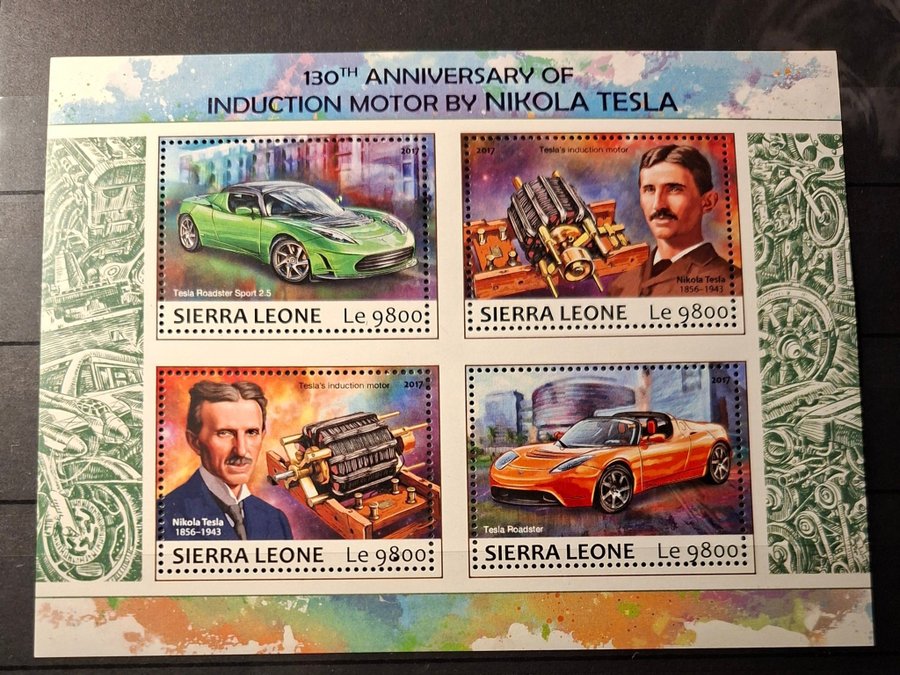 130TH ANNIVERSARY OF
INDUCTION MOTOR BY NIKOLA TESLA
2017
Tesla Roadster Sport 2.5
SIERRA LEONE Le 9800
2017 Tesla's induction motor
Nikola Tesla
1856–1943
SIERRA LEONE Le 9800
Tesla's induction motor 2017
Nikola Tesla
1856–1943
SIERRA LEONE Le 9800
2017
Tesla Roadster
SIERRA LEONE Le 9800